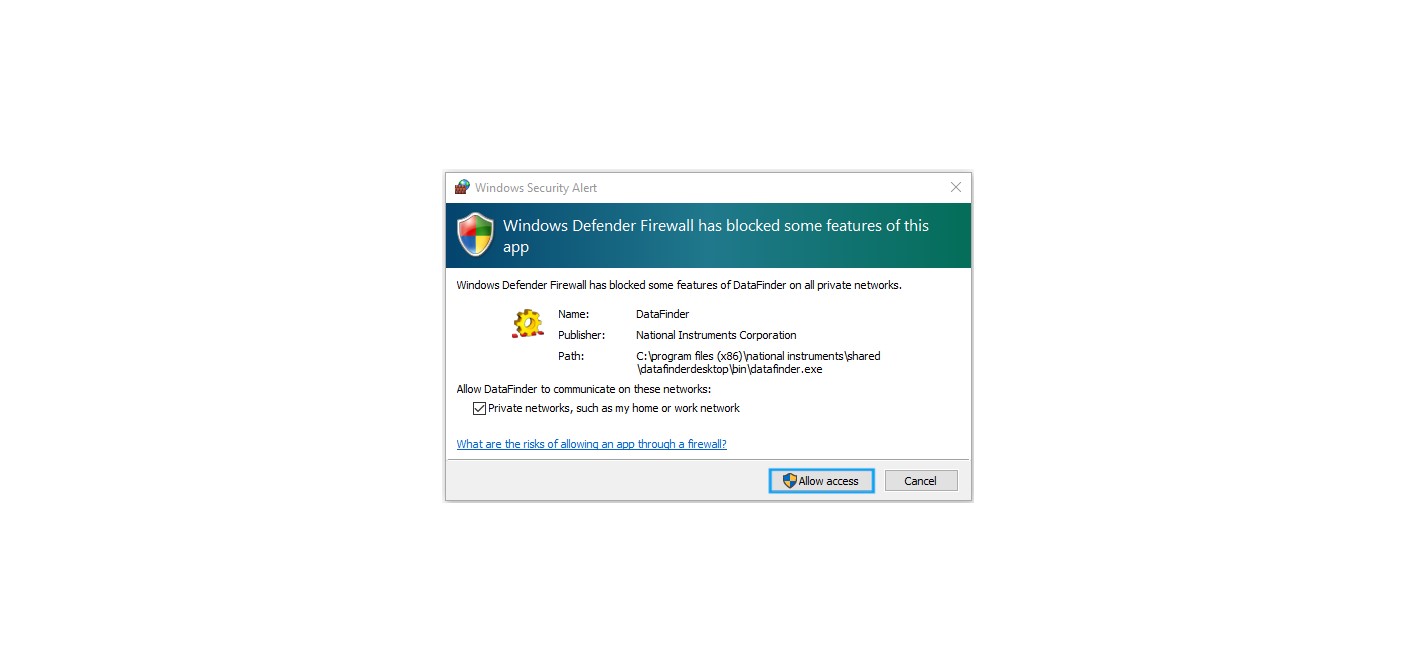 Windows Security Alert
Windows Defender Firewall has blocked some features of this
app
Windows Defender Firewall has blocked some features of DataFinder on all private networks.
Name: DataFinder
Publisher: National Instruments Corporation
Path: C:\program files (x86)\national instruments\shared
\datafinderdesktop\bin\datafinder.exe
Allow DataFinder to communicate on these networks:
Private networks, such as my home or work network
What are the risks of allowing an app through a firewall?
Allow access Cancel